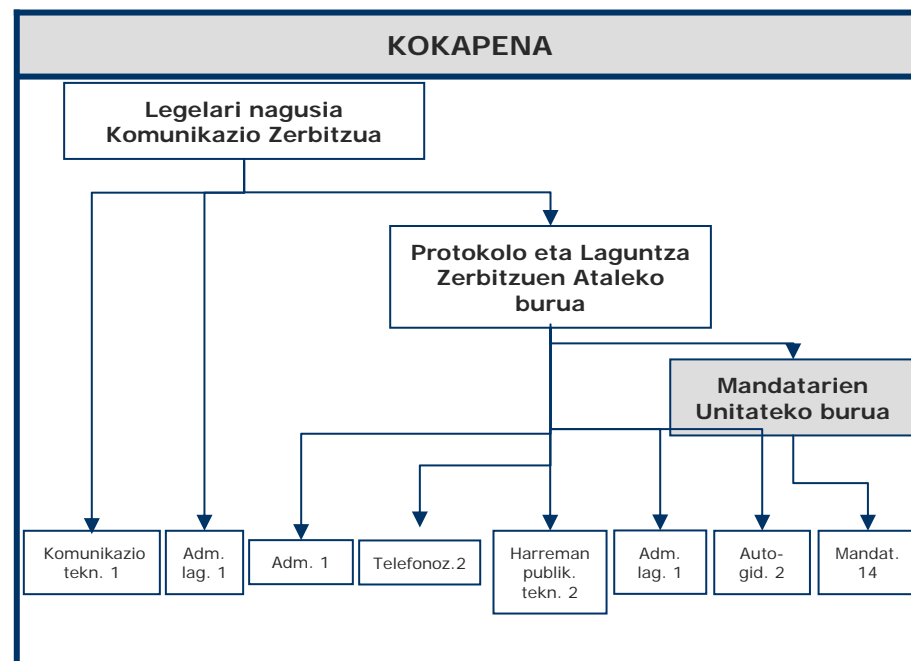 KOKAPENA
Legelari nagusia
Komunikazio Zerbitzua
Protokolo eta Laguntza
Zerbitzuen Ataleko
burua
Mandatarien
Unitateko burua
Komunikazio
tekn. 1
Adm.
lag. 1
Adm. 1
Telefonoz.2
Harreman
publik.
tekn. 2
Adm.
lag. 1
Auto-
gid. 2
Mandat.
14